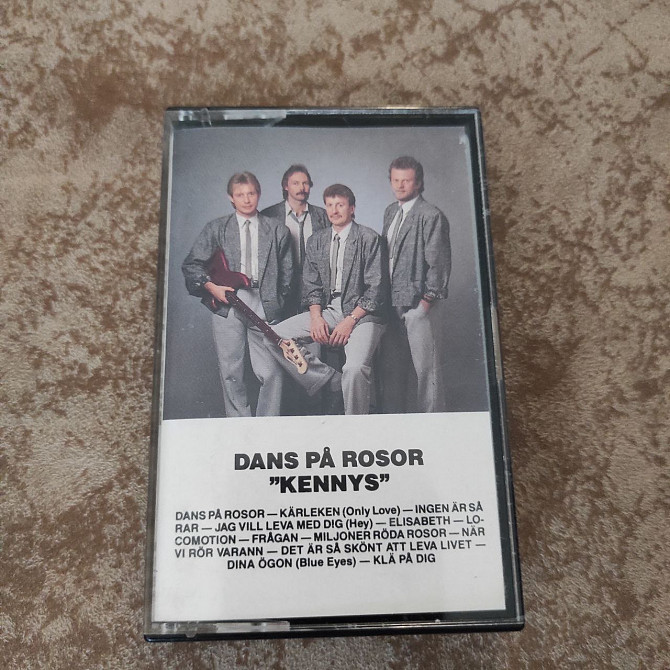 DANS PÅ ROSOR
”KENNYS”
DANS PÅ ROSOR — KÄRLEKEN (Only Love) — INGEN ÄR SÅ
RAR — JAG VILL LEVA MED DIG (Hey) — ELISABETH — LO-
COMOTION — FRÅGAN — MILJONER RÖDA ROSOR — NÄR
VI RÖR VARANN — DET ÄR SÅ SKÖNT ATT LEVA LIVET —
DINA ÖGON (Blue Eyes) — KLÄ PÅ DIG